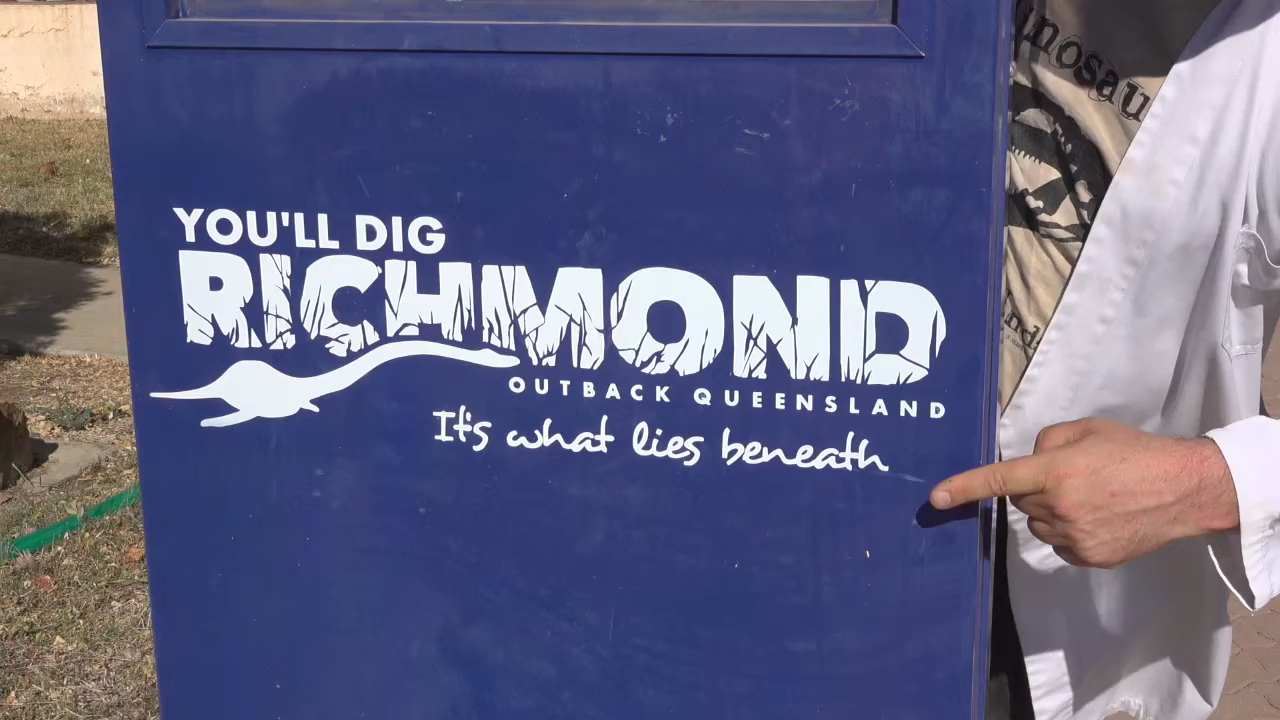 YOU'LL DIG
RICHMOND
OUTBACK QUEENSLAND
It's what lies beneath